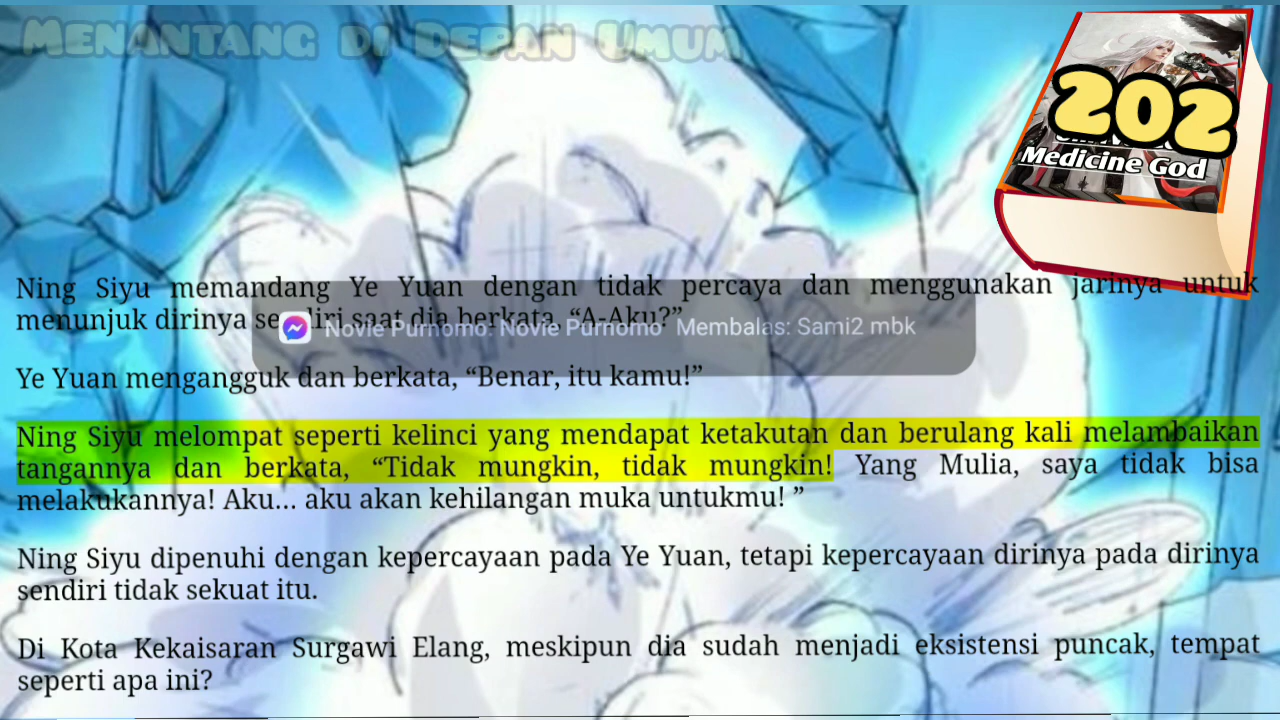 Menantang di Depan Umum
202
Medicine God
Ning Siyu memandang Ye Yuan dengan tidak percaya dan menggunakan jarinya untuk
menunjuk dirinya sendiri saat dia berkata, “A-Aku?”
Novie Purnomo: Novie Purnomo Membalas: Sami2 mbk
Ye Yuan mengangguk dan berkata, “Benar, itu kamu!”
Ning Siyu melompat seperti kelinci yang mendapat ketakutan dan berulang kali melambaikan
tangannya dan berkata, “Tidak mungkin, tidak mungkin! Yang Mulia, saya tidak bisa
melakukannya! Aku... aku akan kehilangan muka untukmu! ”
Ning Siyu dipenuhi dengan kepercayaan pada Ye Yuan, tetapi kepercayaan dirinya pada dirinya
sendiri tidak sekuat itu.
Di Kota Kekaisaran Surgawi Elang, meskipun dia sudah menjadi eksistensi puncak, tempat
seperti apa ini?